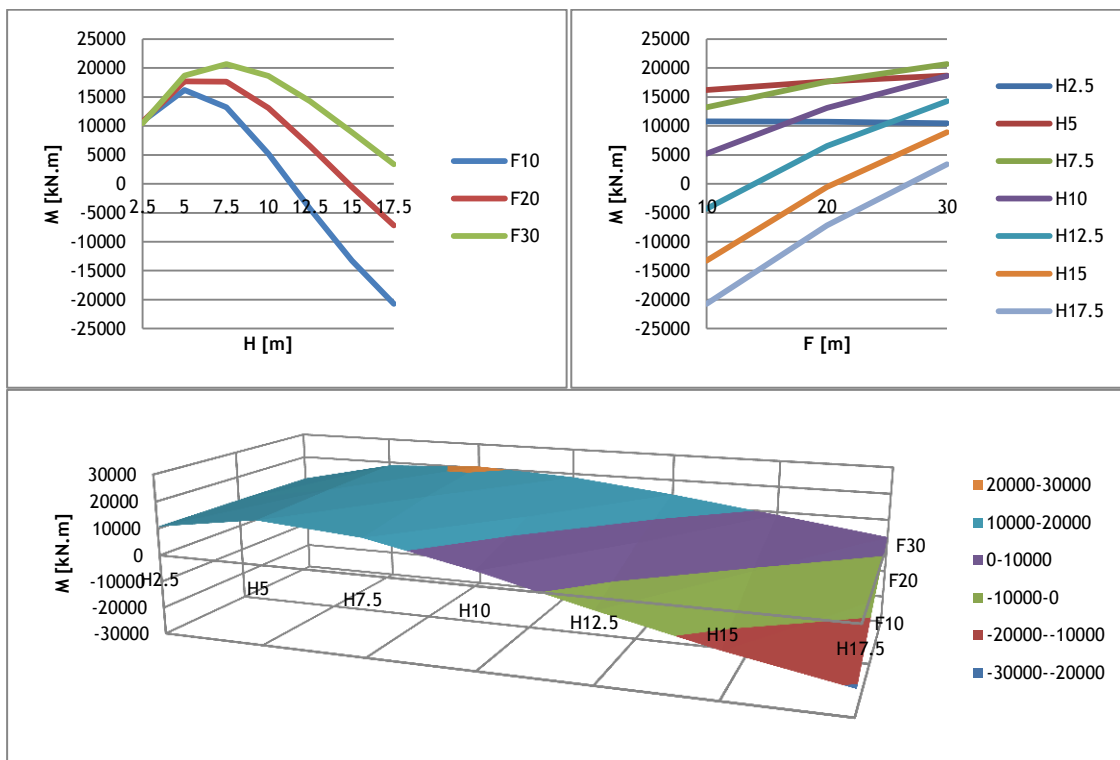 25000
20000
15000
10000
5000
0
-5000
-10000
-15000
-20000
-25000
M [kN.m]
2.5 5 7.5 10 12.5 15 17.5
H [m]
F10
F20
F30
25000
20000
15000
10000
5000
0
-5000
-10000
-15000
-20000
-25000
M [kN.m]
10 20 30
F [m]
H2.5
H5
H7.5
H10
H12.5
H15
H17.5
30000
20000
10000
0
-10000
-20000
-30000
M [kN.m]
H2.5
H5
H7.5
H10
H12.5
H15
H17.5
F30
F20
F10
20000-30000
10000-20000
0-10000
-10000-0
-20000--10000
-30000--20000